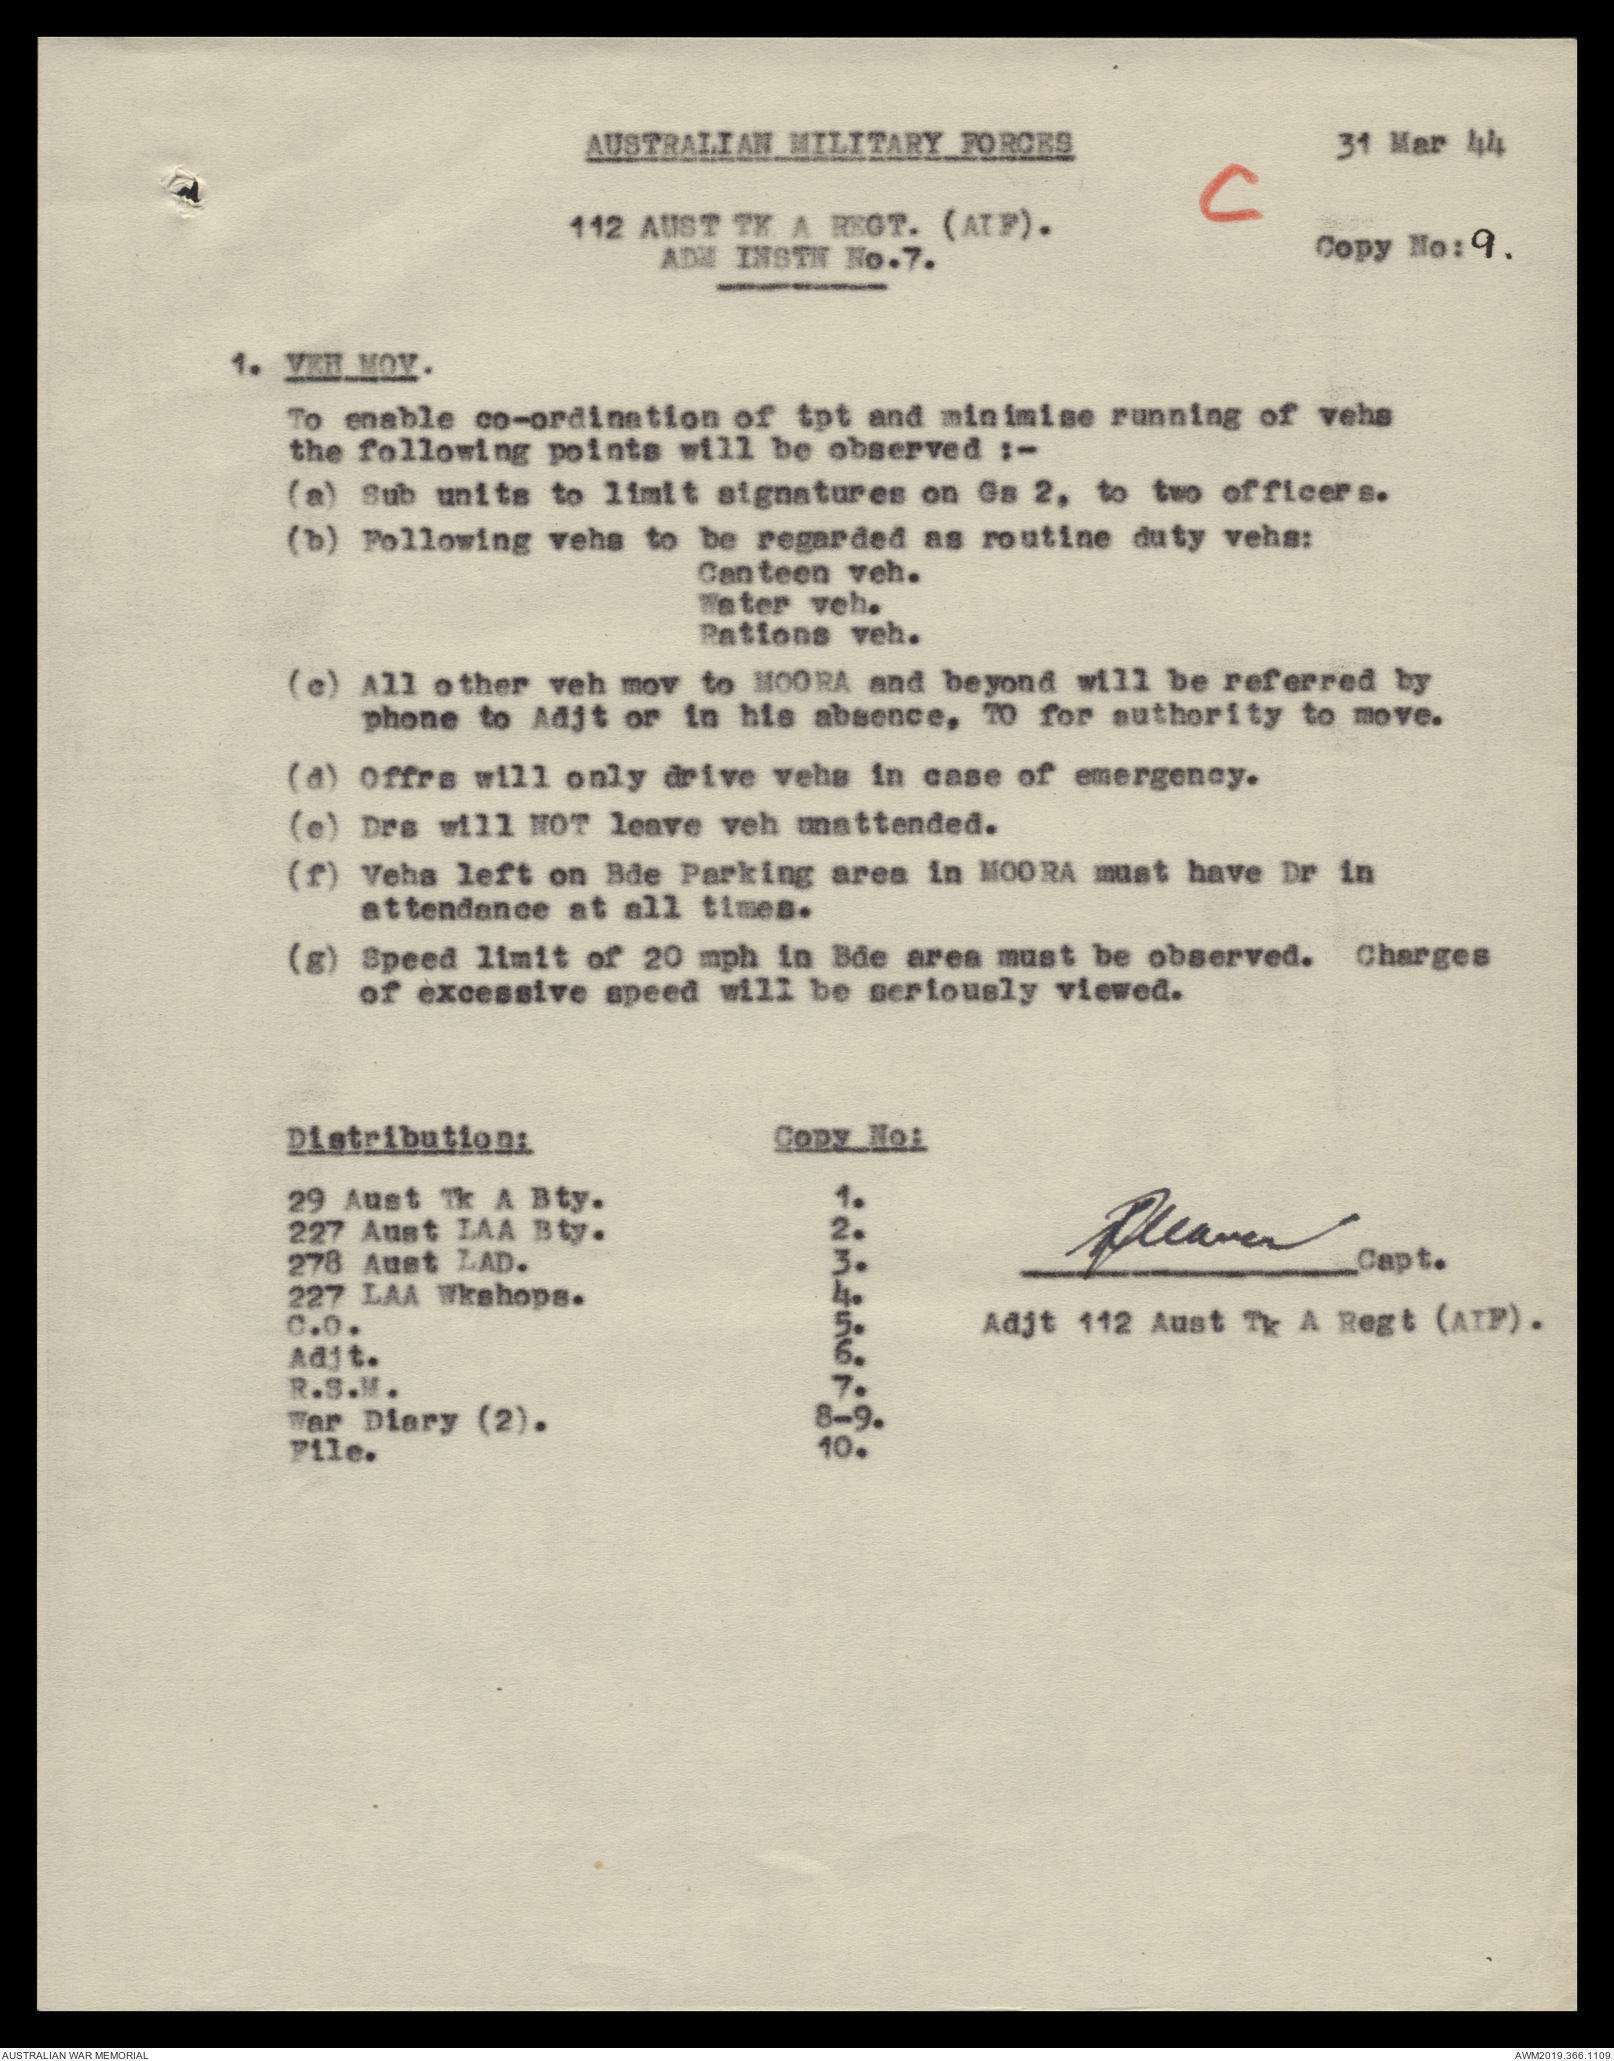 AUSTRALIAN MILITARY FORCES
31 Mar 44
C
112 AUST TK A REGT. (AIF).
ADM INSTN No.7.
Copy No: 9.
1. VEH MOV.
To enable co-ordination of tpt and minimise running of vehs
the following points will be observed :-
(a) Sub units to limit signatures on Gs 2, to two officers.
(b) Following vehs to be regarded as routine duty vehs:
Canteen veh.
Water veh.
Rations veh.
(c) All other veh mov to MOORA and beyond will be referred by
phone to Adjt or in his absence, TO for authority to move.
(d) Offrs will only drive vehs in case of emergency.
(e) Drs will NOT leave veh unattended.
(f) Vehs left on Bde Parking area in MOORA must have Dr in
attendance at all times.
(g) Speed limit of 20 mph in Bde area must be observed. Charges
of excessive speed will be seriously viewed.
Distribution: Copy No:
29 Aust Tk A Bty. 1.
227 Aust LAA Bty. 2.
278 Aust LAD. 3.
227 LAA Wkshops. 4.
C.O. 5.
Adjt. 6.
R.S.M. 7.
War Diary (2). 8-9.
File. 10.
Capt.
Adjt 112 Aust Tk A Regt (AIF).
AUSTRALIAN WAR MEMORIAL
AWM2019.366.1109